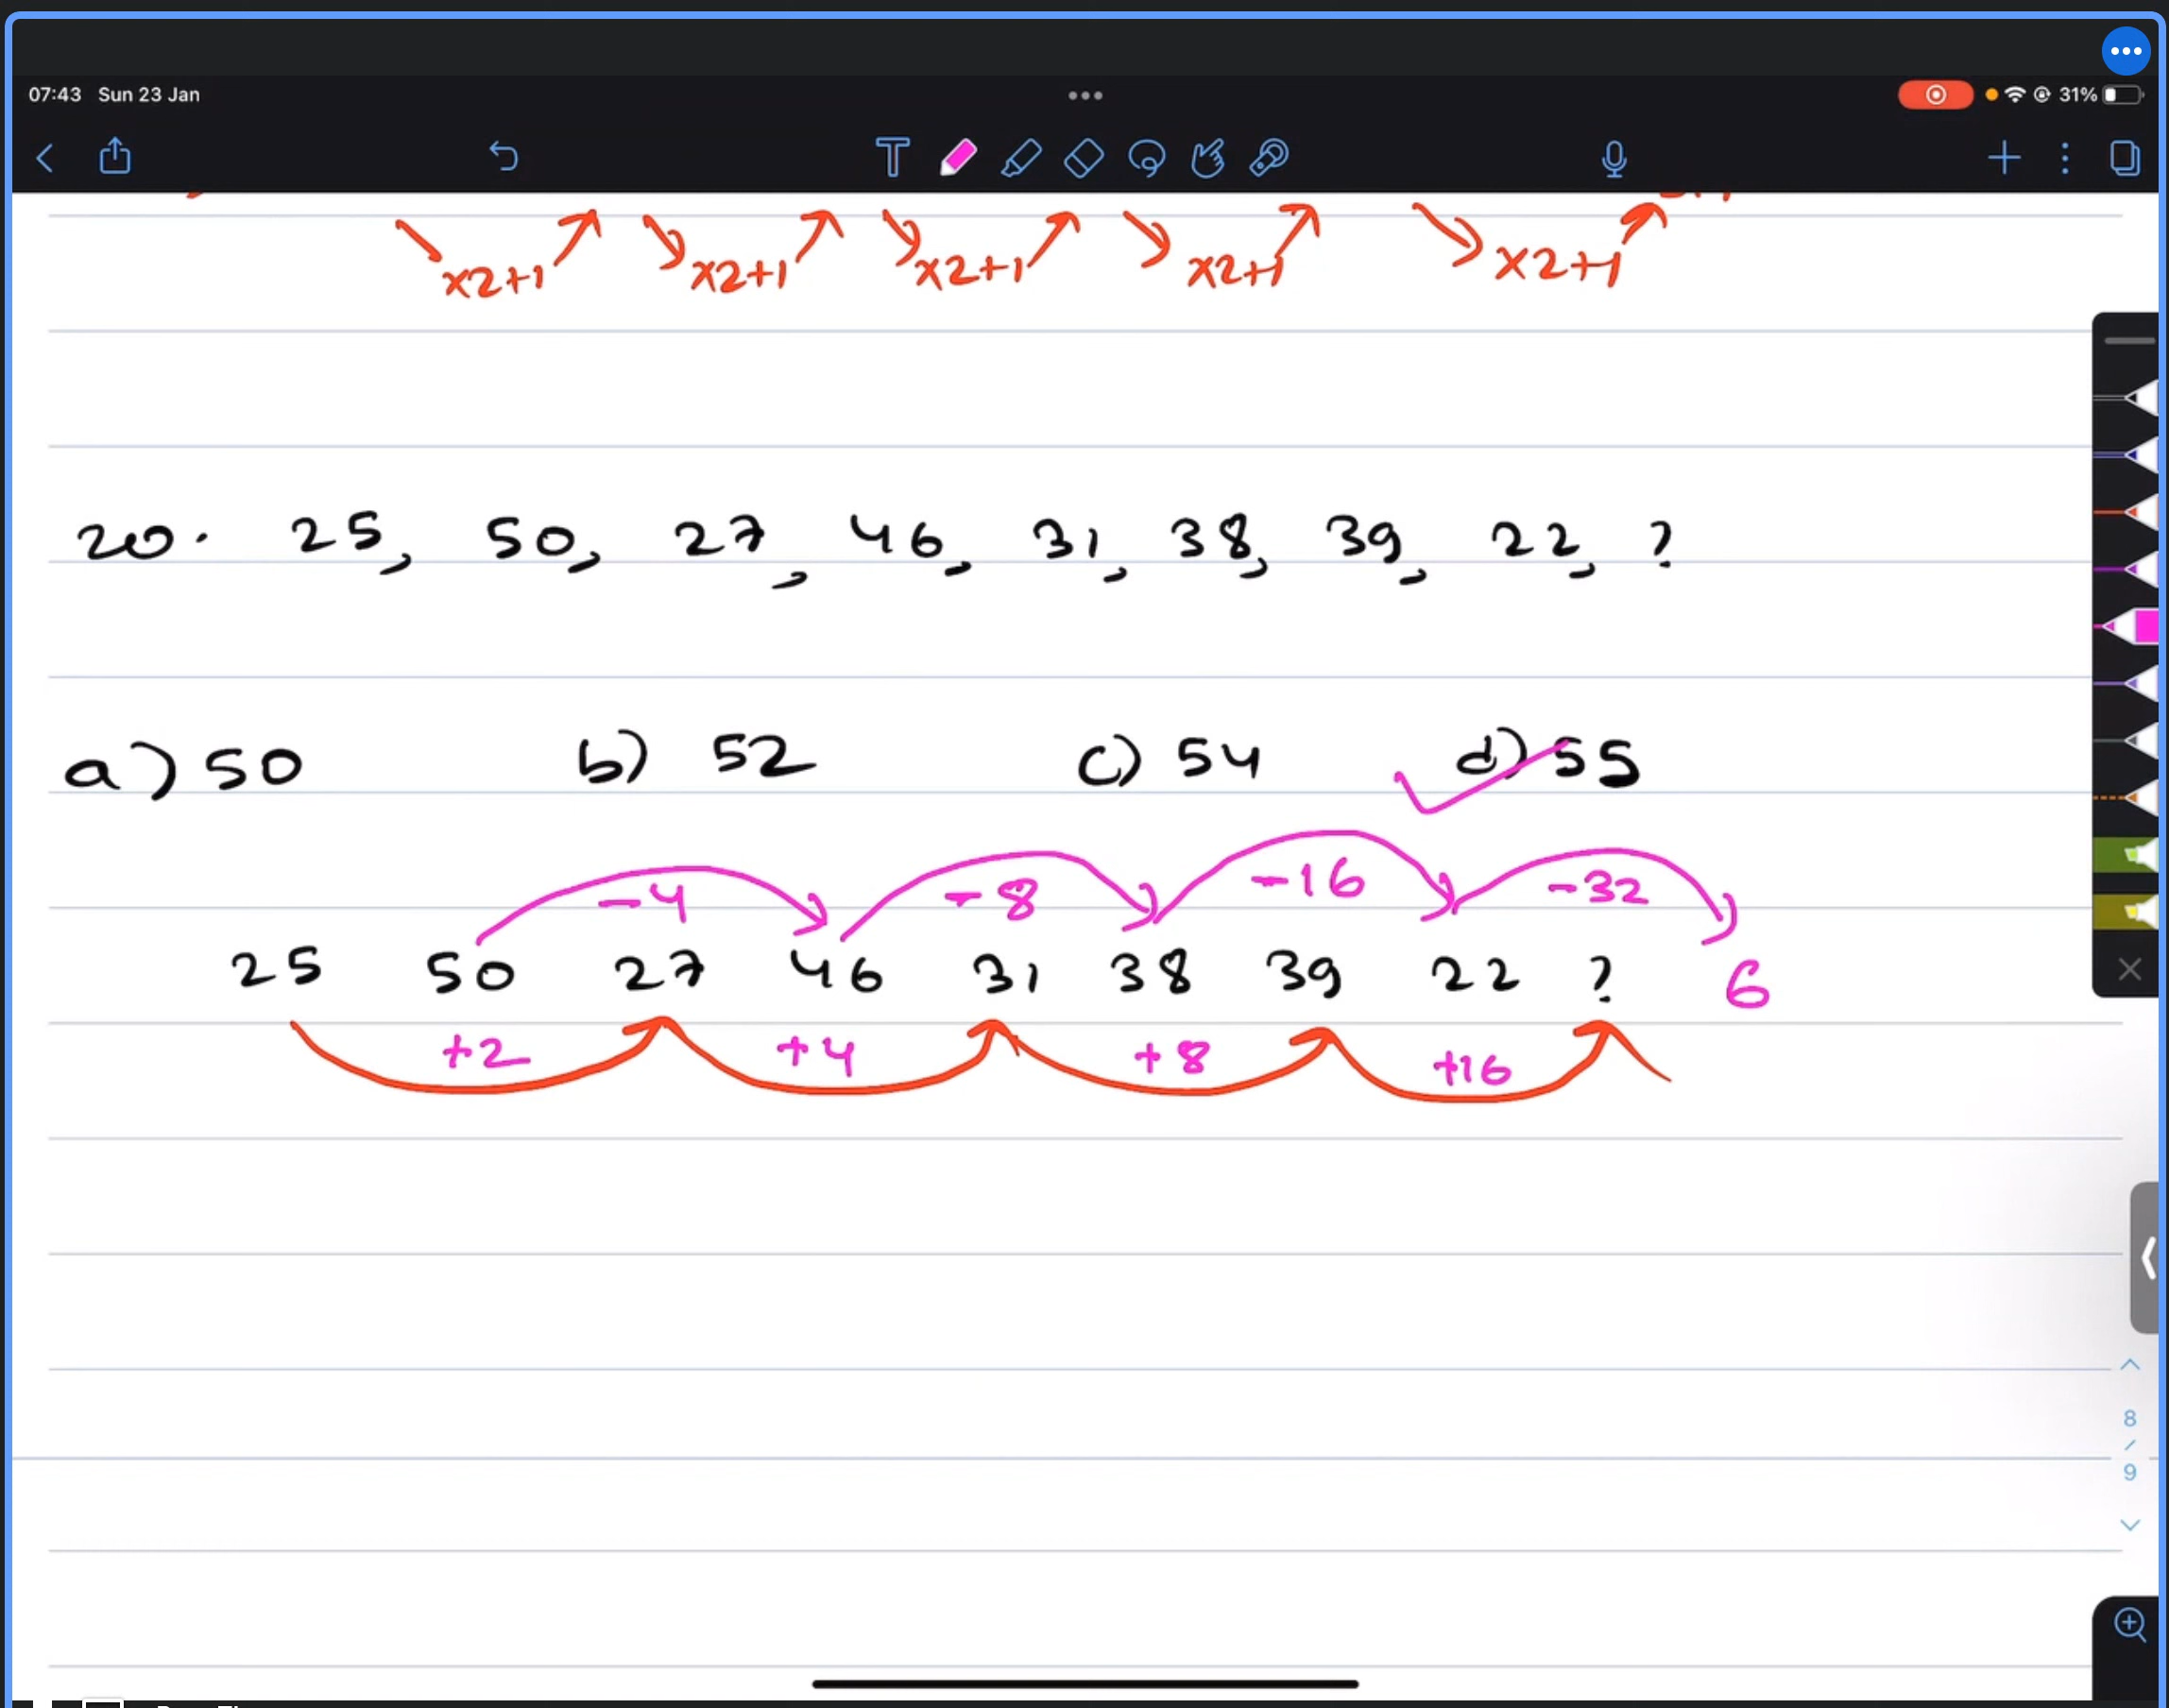 07:43 Sun 23 Jan 31%
x2+1 x2+1 x2+1 x2+1 x2+1
20. 25, 50, 27, 46, 31, 38, 39, 22, ?
a) 50 b) 52 c) 54 d) 55
-4 -8 -16 -32
25 50 27 46 31 38 39 22 ? 6
+2 +4 +8 +16
8
/
9